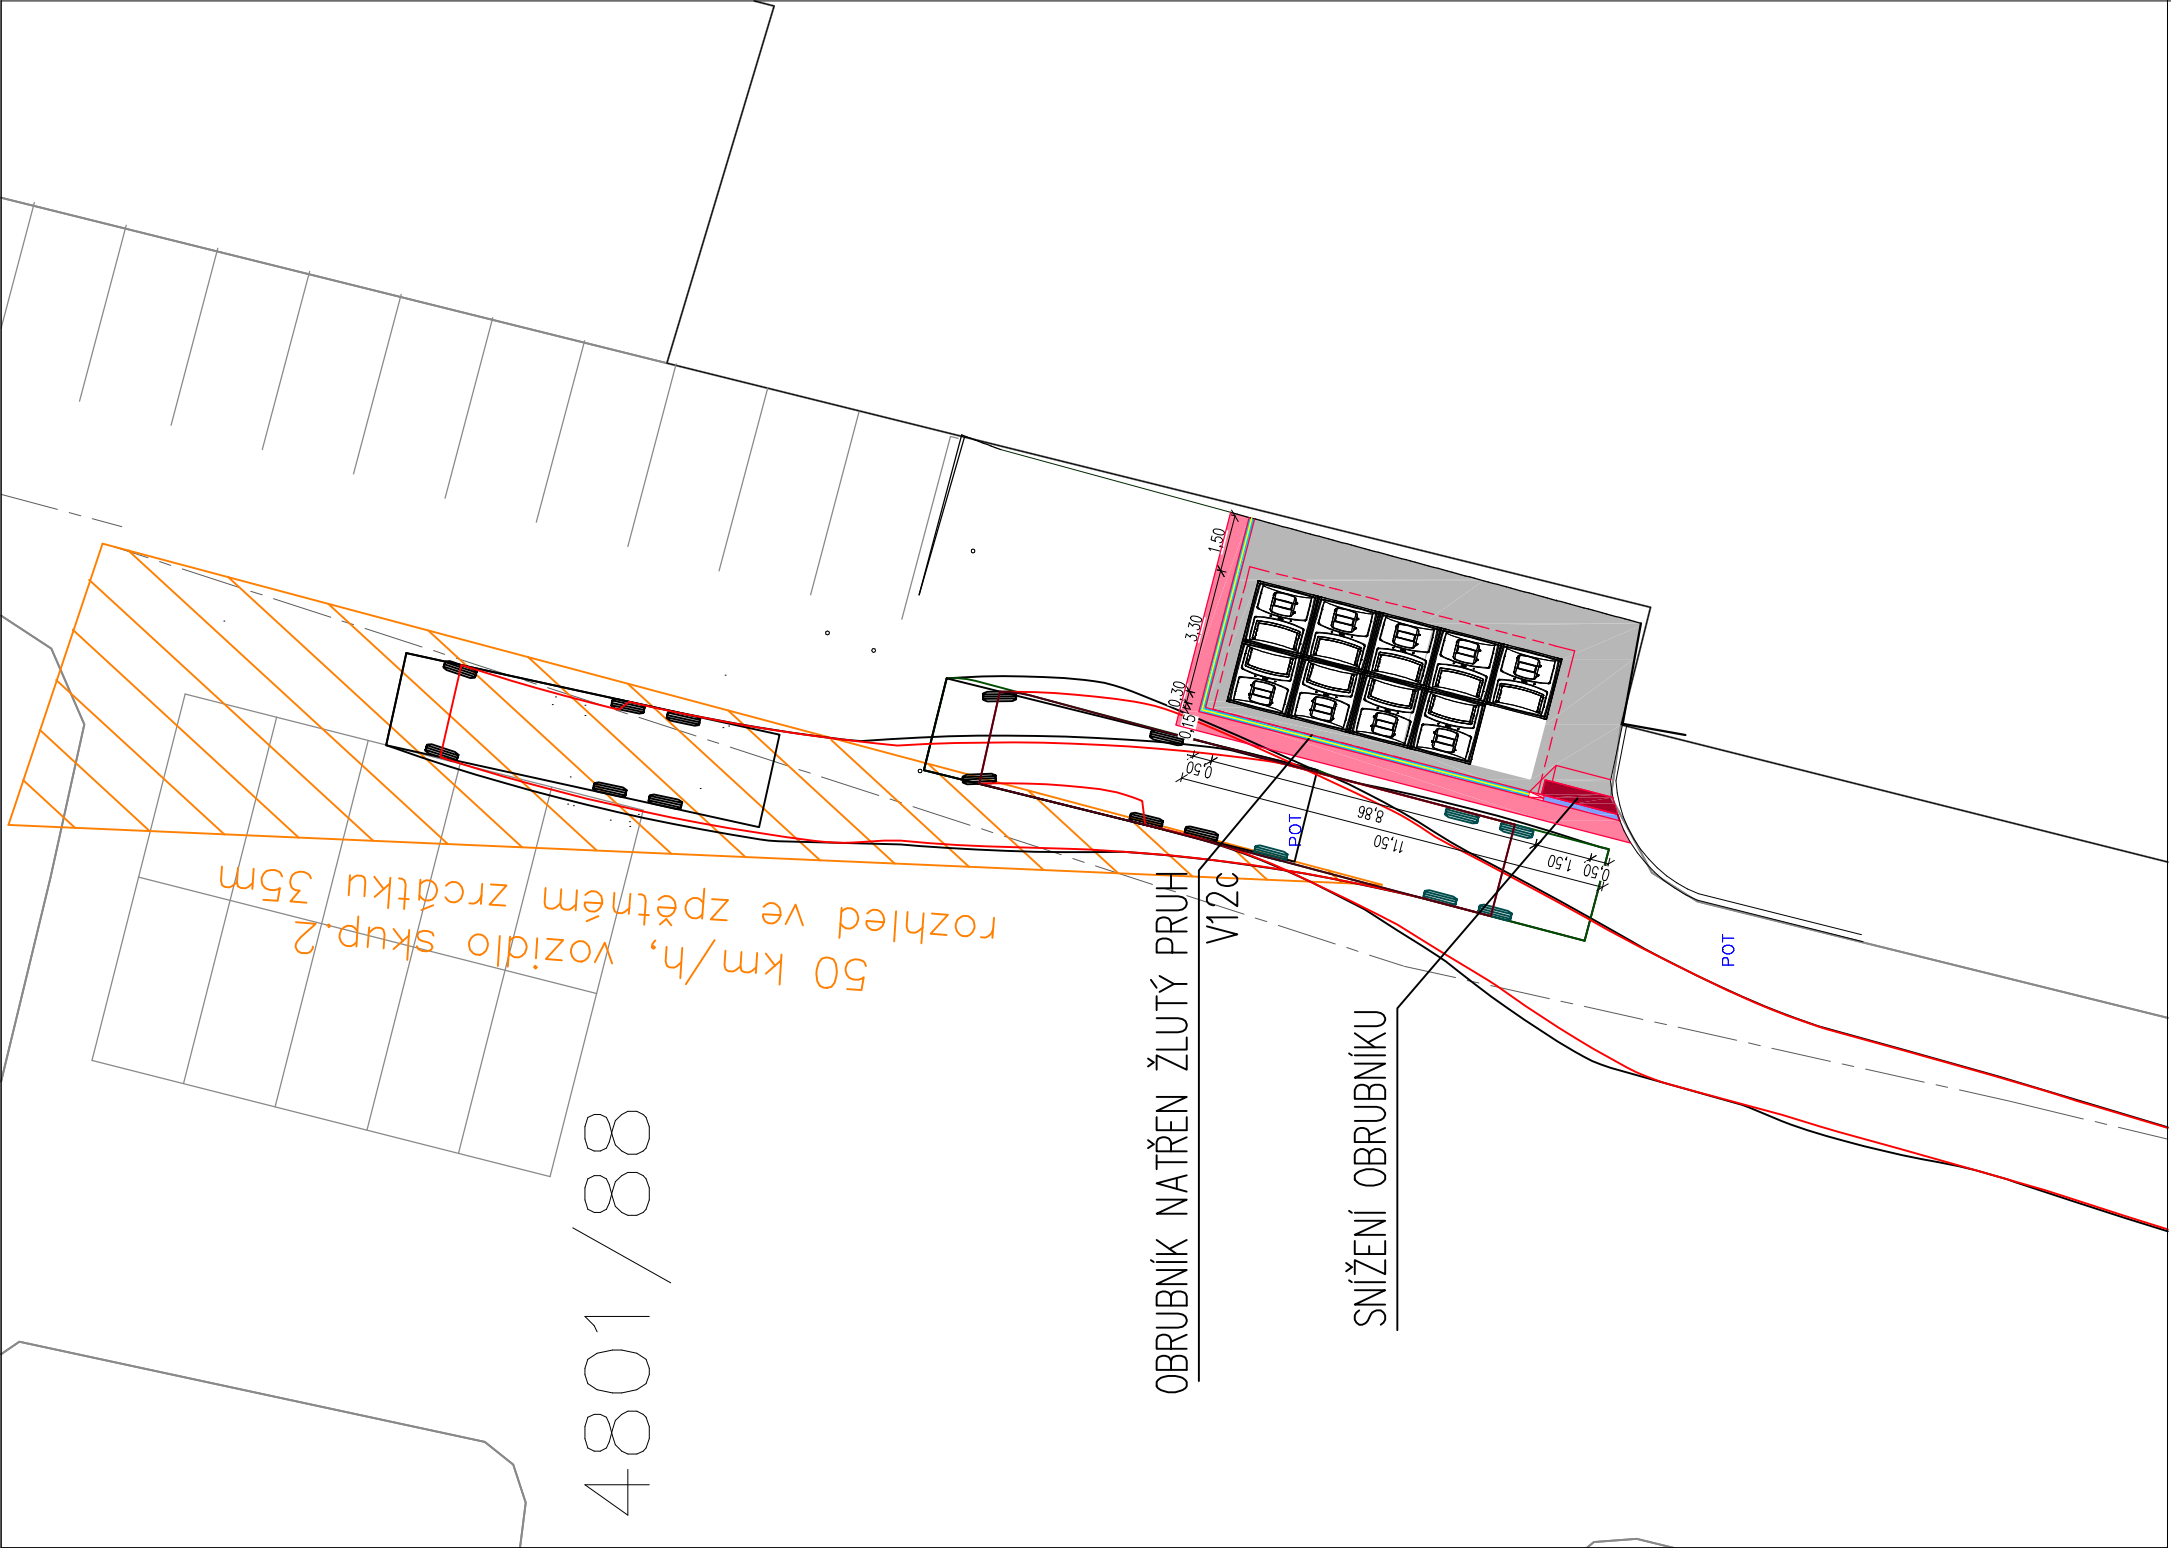 rozhled ve zpětném zrcátku 35m
50 km/h, vozidlo skup.2
4801/88
OBRUBNÍK NATŘEN ŽLUTÝ PRUH
V12c
SNÍŽENÍ OBRUBNÍKU
POT
POT
1,50
3,30
0,30
0,15
0,50
8,86
11,50
1,50
0,50